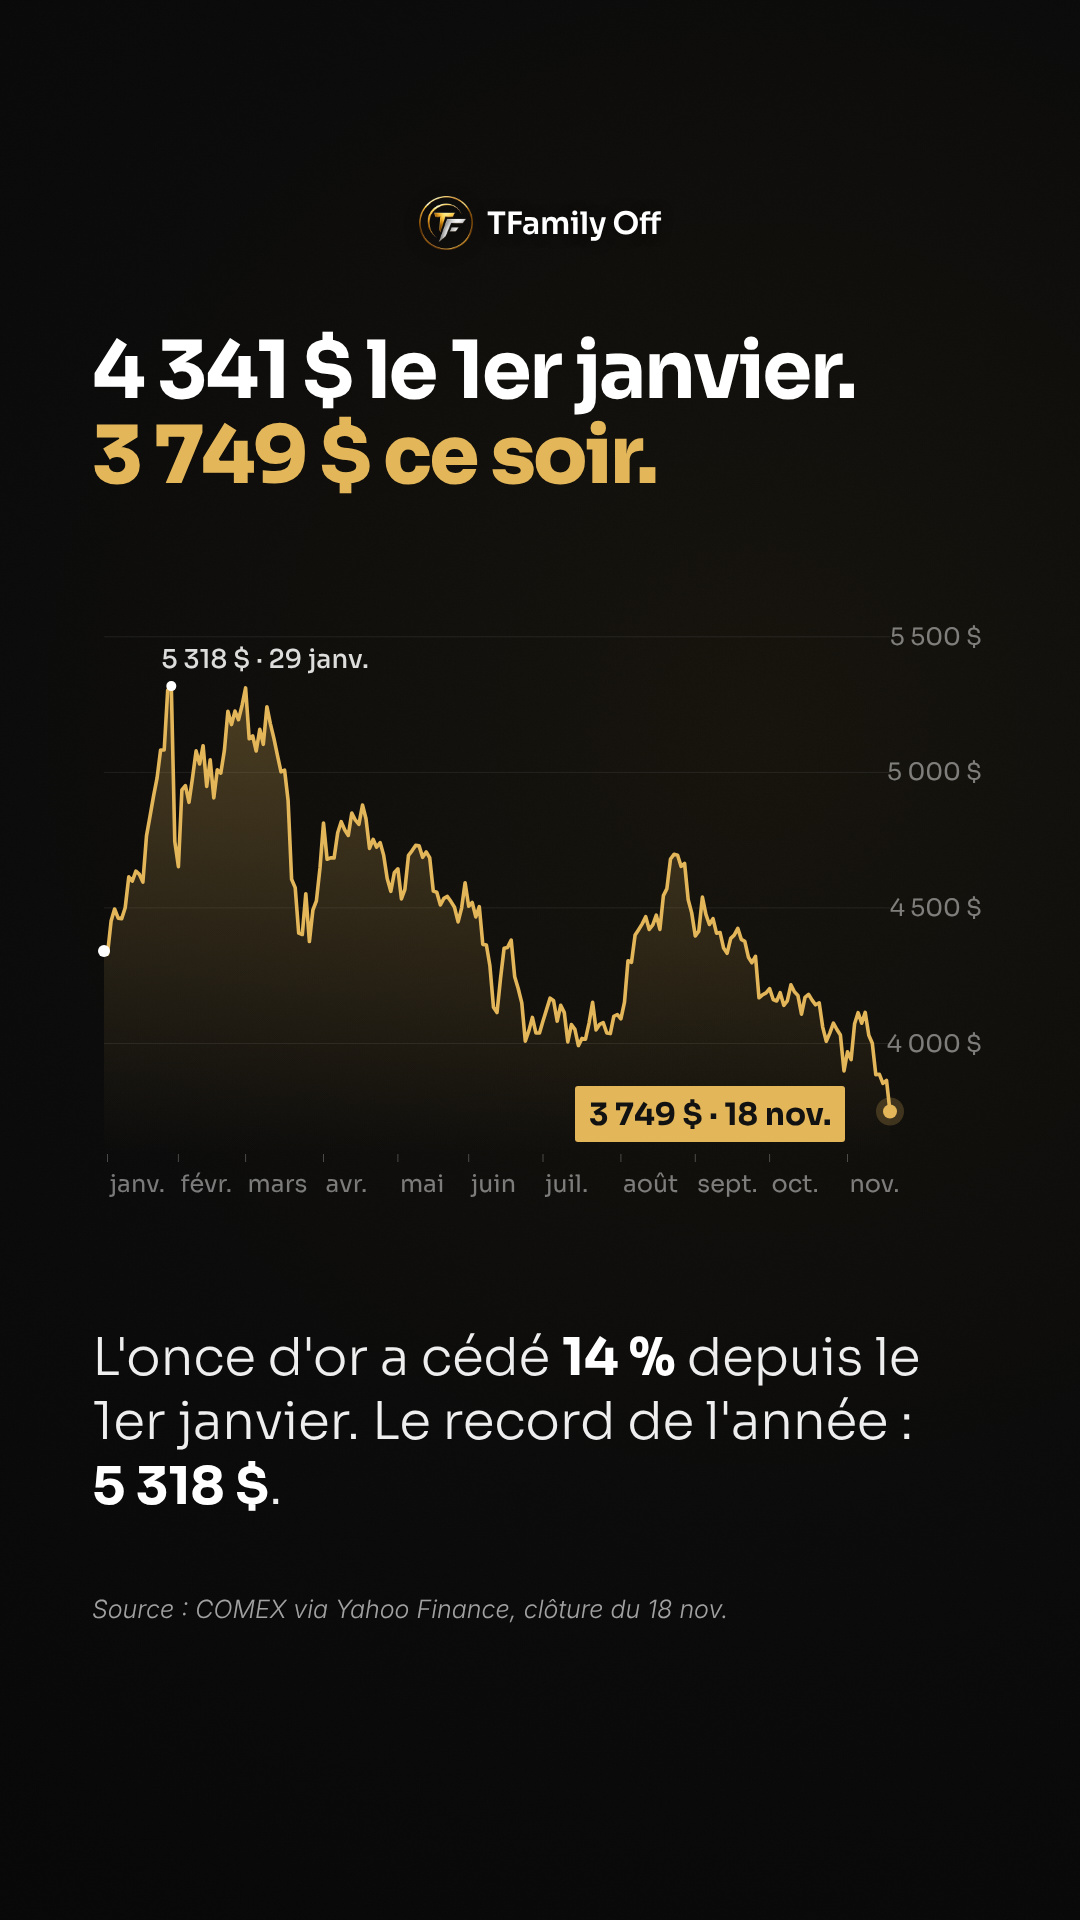 TFamily Off
4 341 $ le 1er janvier.
3 749 $ ce soir.
5 500 $
5 318 $ · 29 janv.
5 000 $
4 500 $
4 000 $
3 749 $ · 18 nov.
janv. févr. mars avr. mai juin juil. août sept. oct. nov.
L'once d'or a cédé 14 % depuis le
1er janvier. Le record de l'année :
5 318 $.
Source : COMEX via Yahoo Finance, clôture du 18 nov.